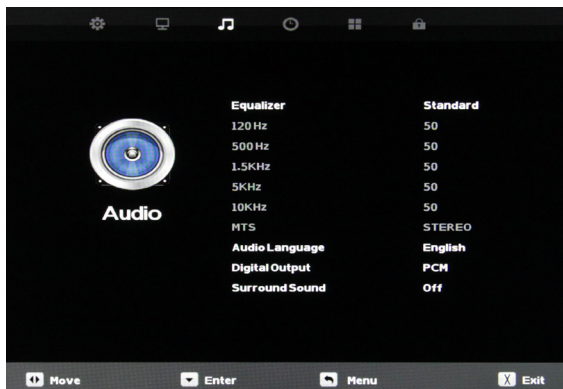 Equalizer Standard
120 Hz 50
500 Hz 50
1.5KHz 50
5KHz 50
10KHz 50
Audio
MTS STEREO
Audio Language English
Digital Output PCM
Surround Sound Off
Move Enter Menu X Exit